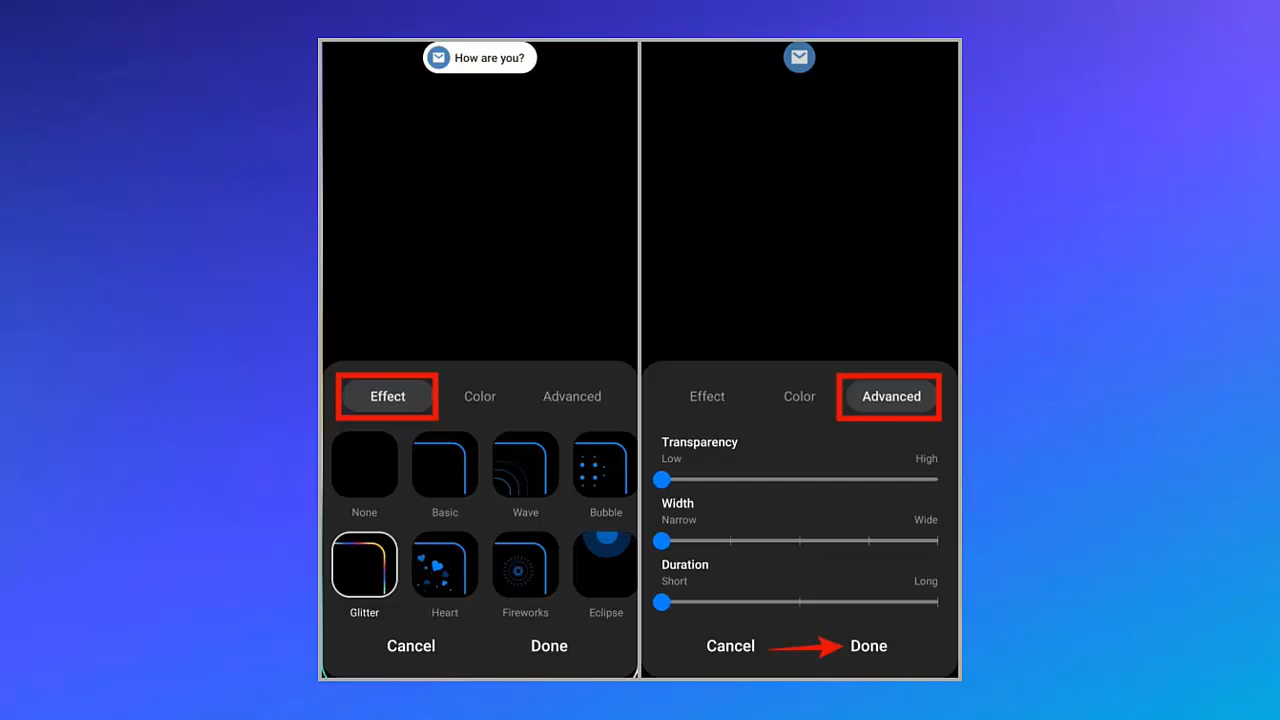 How are you?
Effect
Color
Advanced
None
Basic
Wave
Bubble
Glitter
Heart
Fireworks
Eclipse
Cancel
Done
Effect
Color
Advanced
Transparency
Low
High
Width
Narrow
Wide
Duration
Short
Long
Cancel
Done